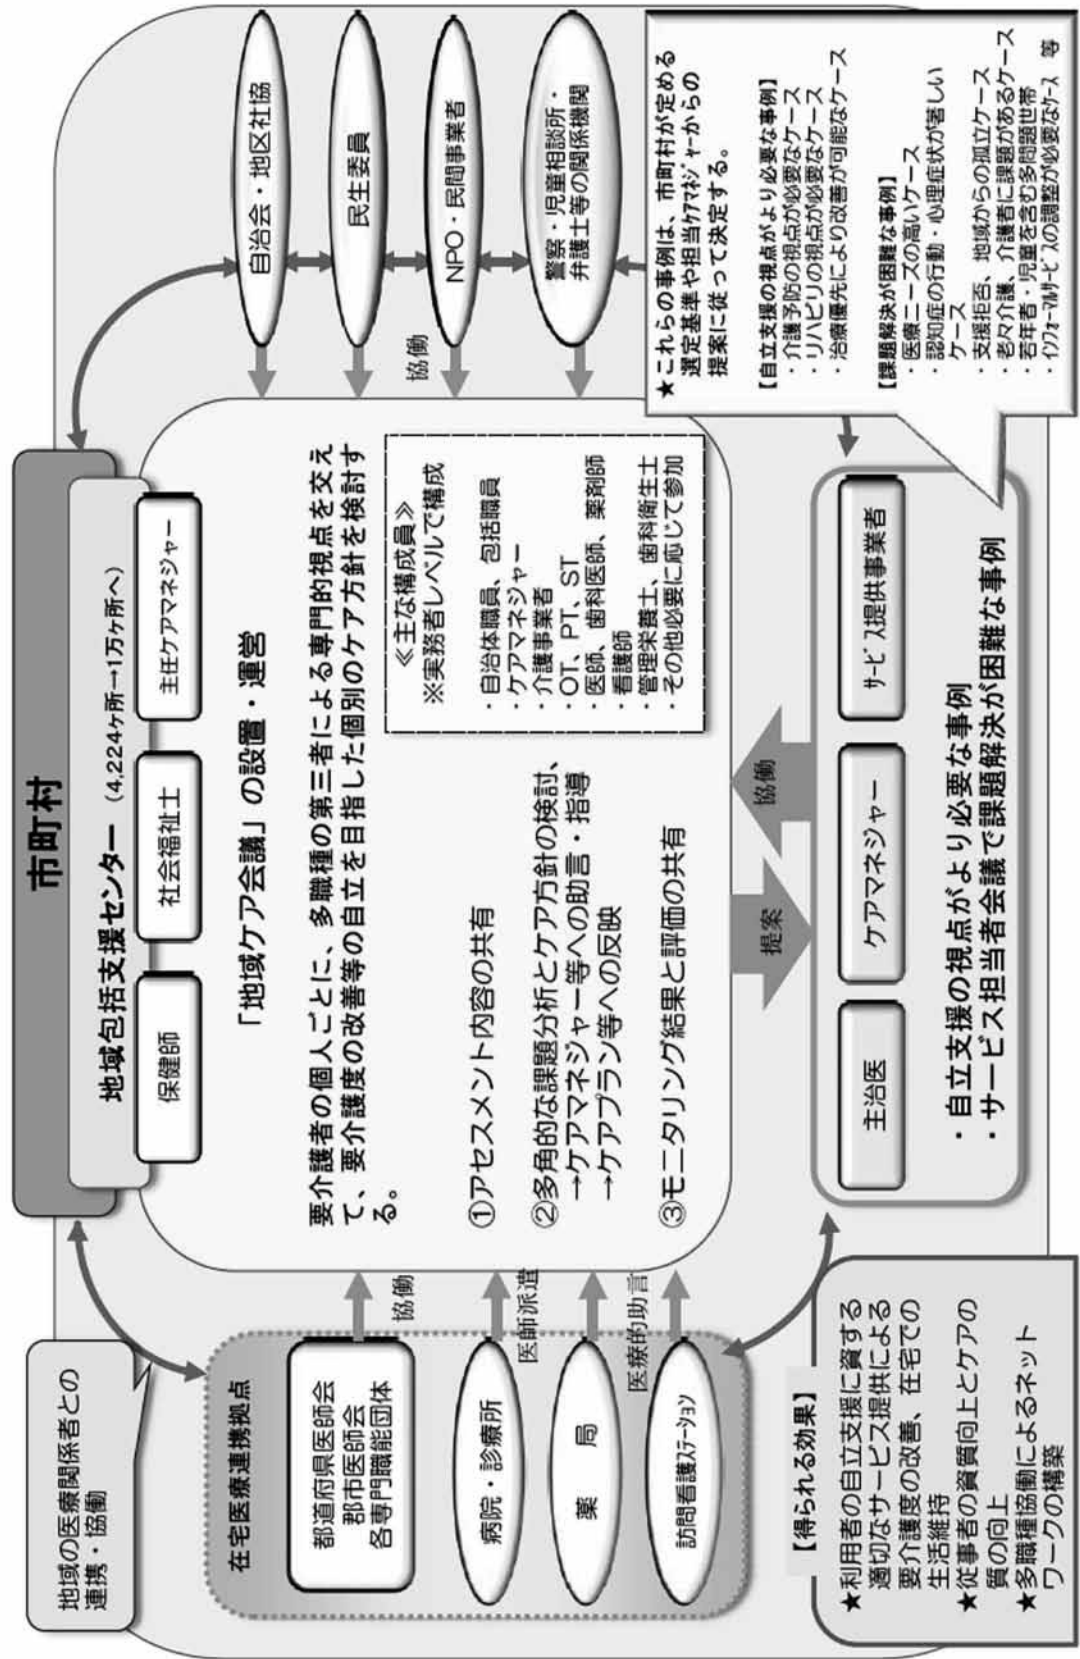 市町村
地域包括支援センター（4,224ヶ所→1万ヶ所へ）
保健師
社会福祉士
主任ケアマネジャー
地域の医療関係者との
連携・協働
在宅医療連携拠点
都道府県医師会
郡市医師会
各専門職能団体
病院・診療所
薬　局
訪問看護ステーション
協働
医師派遣
医療的助言
「地域ケア会議」の設置・運営
要介護者の個人ごとに、多職種の第三者による専門的視点を交え
て、要介護度の改善等の自立を目指した個別のケア方針を検討す
る。
①アセスメント内容の共有
②多角的な課題分析とケア方針の検討、
→ケアマネジャー等への助言・指導
→ケアプラン等への反映
③モニタリング結果と評価の共有
≪主な構成員≫
※実務者レベルで構成
・自治体職員、包括職員
・ケアマネジャー
・介護事業者
・OT、PT、ST
・医師、歯科医師、薬剤師
・看護師
・管理栄養士、歯科衛生士
・その他必要に応じて参加
自治会・地区社協
民生委員
NPO・民間事業者
警察・児童相談所・
弁護士等の関係機関
協働
提案
協働
主治医
ケアマネジャー
サービス提供事業者
・自立支援の視点がより必要な事例
・サービス担当者会議で課題解決が困難な事例
【得られる効果】
★利用者の自立支援に資する
適切なサービス提供による
要介護度の改善、在宅での
生活維持
★従事者の資質向上とケアの
質の向上
★多職種協働によるネット
ワークの構築
★これらの事例は、市町村が定める
選定基準や担当ケアマネジャーからの
提案に従って決定する。
【自立支援の視点がより必要な事例】
・介護予防の視点が必要なケース
・リハビリの視点が必要なケース
・治療優先により改善が可能なケース
【課題解決が困難な事例】
・医療ニーズの高いケース
・認知症の行動・心理症状が著しい
ケース
・支援拒否、地域からの孤立ケース
・老々介護、介護者に課題があるケース
・若年者・児童を含む多問題世帯
・インフォーマルサービスの調整が必要なケース　等